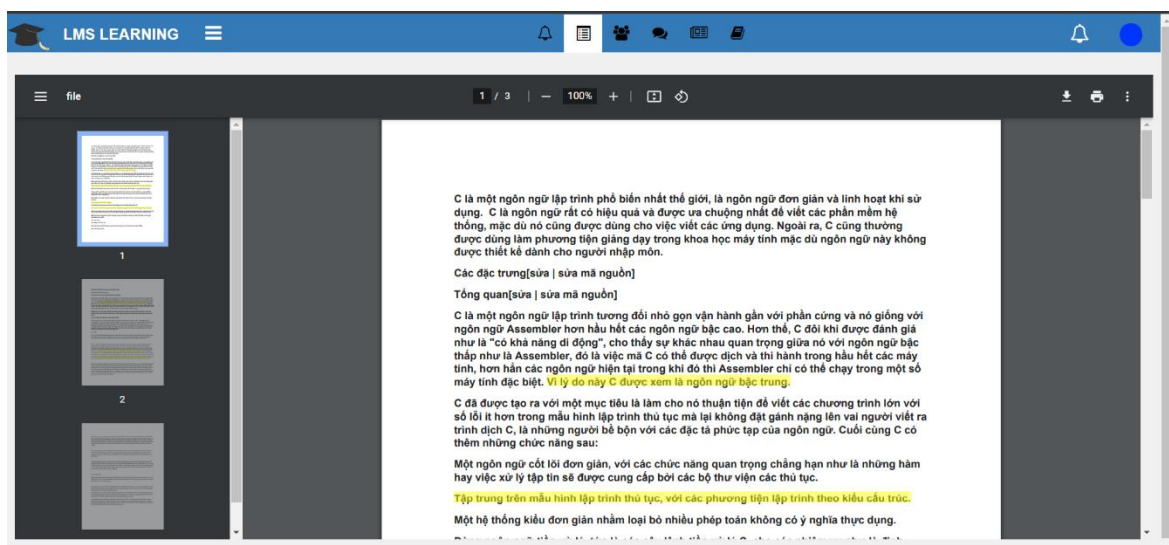 LMS LEARNING
file
1 / 3
100%
1
2
C là một ngôn ngữ lập trình phổ biến nhất thế giới, là ngôn ngữ đơn giản và linh hoạt khi sử
dụng. C là ngôn ngữ rất có hiệu quả và được ưa chuộng nhất để viết các phần mềm hệ
thống, mặc dù nó cũng được dùng cho việc viết các ứng dụng. Ngoài ra, C cũng thường
được dùng làm phương tiện giảng dạy trong khoa học máy tính mặc dù ngôn ngữ này không
được thiết kế dành cho người nhập môn.
Các đặc trưng[sửa | sửa mã nguồn]
Tổng quan[sửa | sửa mã nguồn]
C là một ngôn ngữ lập trình tương đối nhỏ gọn vận hành gần với phần cứng và nó giống với
ngôn ngữ Assembler hơn hầu hết các ngôn ngữ bậc cao. Hơn thế, C đôi khi được đánh giá
như là "có khả năng di động", cho thấy sự khác nhau quan trọng giữa nó với ngôn ngữ bậc
thấp như là Assembler, đó là việc mã C có thể được dịch và thi hành trong hầu hết các máy
tính, hơn hẳn các ngôn ngữ hiện tại trong khi đó thì Assembler chỉ có thể chạy trong một số
máy tính đặc biệt. Vì lý do này C được xem là ngôn ngữ bậc trung.
C đã được tạo ra với một mục tiêu là làm cho nó thuận tiện để viết các chương trình lớn với
số lỗi ít hơn trong mẫu hình lập trình thủ tục mà lại không đặt gánh nặng lên vai người viết ra
trình dịch C, là những người bề bộn với các đặc tả phức tạp của ngôn ngữ. Cuối cùng C có
thêm những chức năng sau:
Một ngôn ngữ cốt lõi đơn giản, với các chức năng quan trọng chẳng hạn như là những hàm
hay việc xử lý tập tin sẽ được cung cấp bởi các bộ thư viện các thủ tục.
Tập trung trên mẫu hình lập trình thủ tục, với các phương tiện lập trình theo kiểu cấu trúc.
Một hệ thống kiểu đơn giản nhằm loại bỏ nhiều phép toán không có ý nghĩa thực dụng.